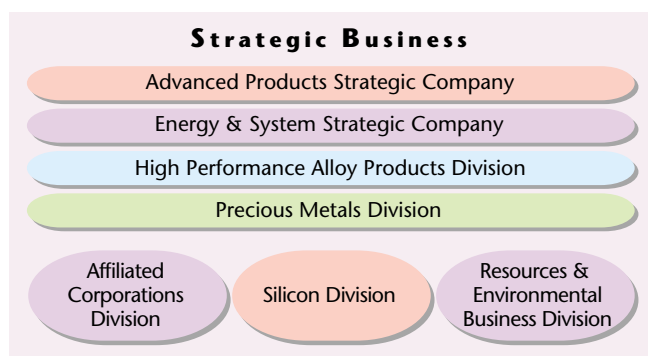 Strategic Business
Advanced Products Strategic Company
Energy & System Strategic Company
High Performance Alloy Products Division
Precious Metals Division
Affiliated
Corporations
Division
Silicon Division
Resources &
Environmental
Business Division